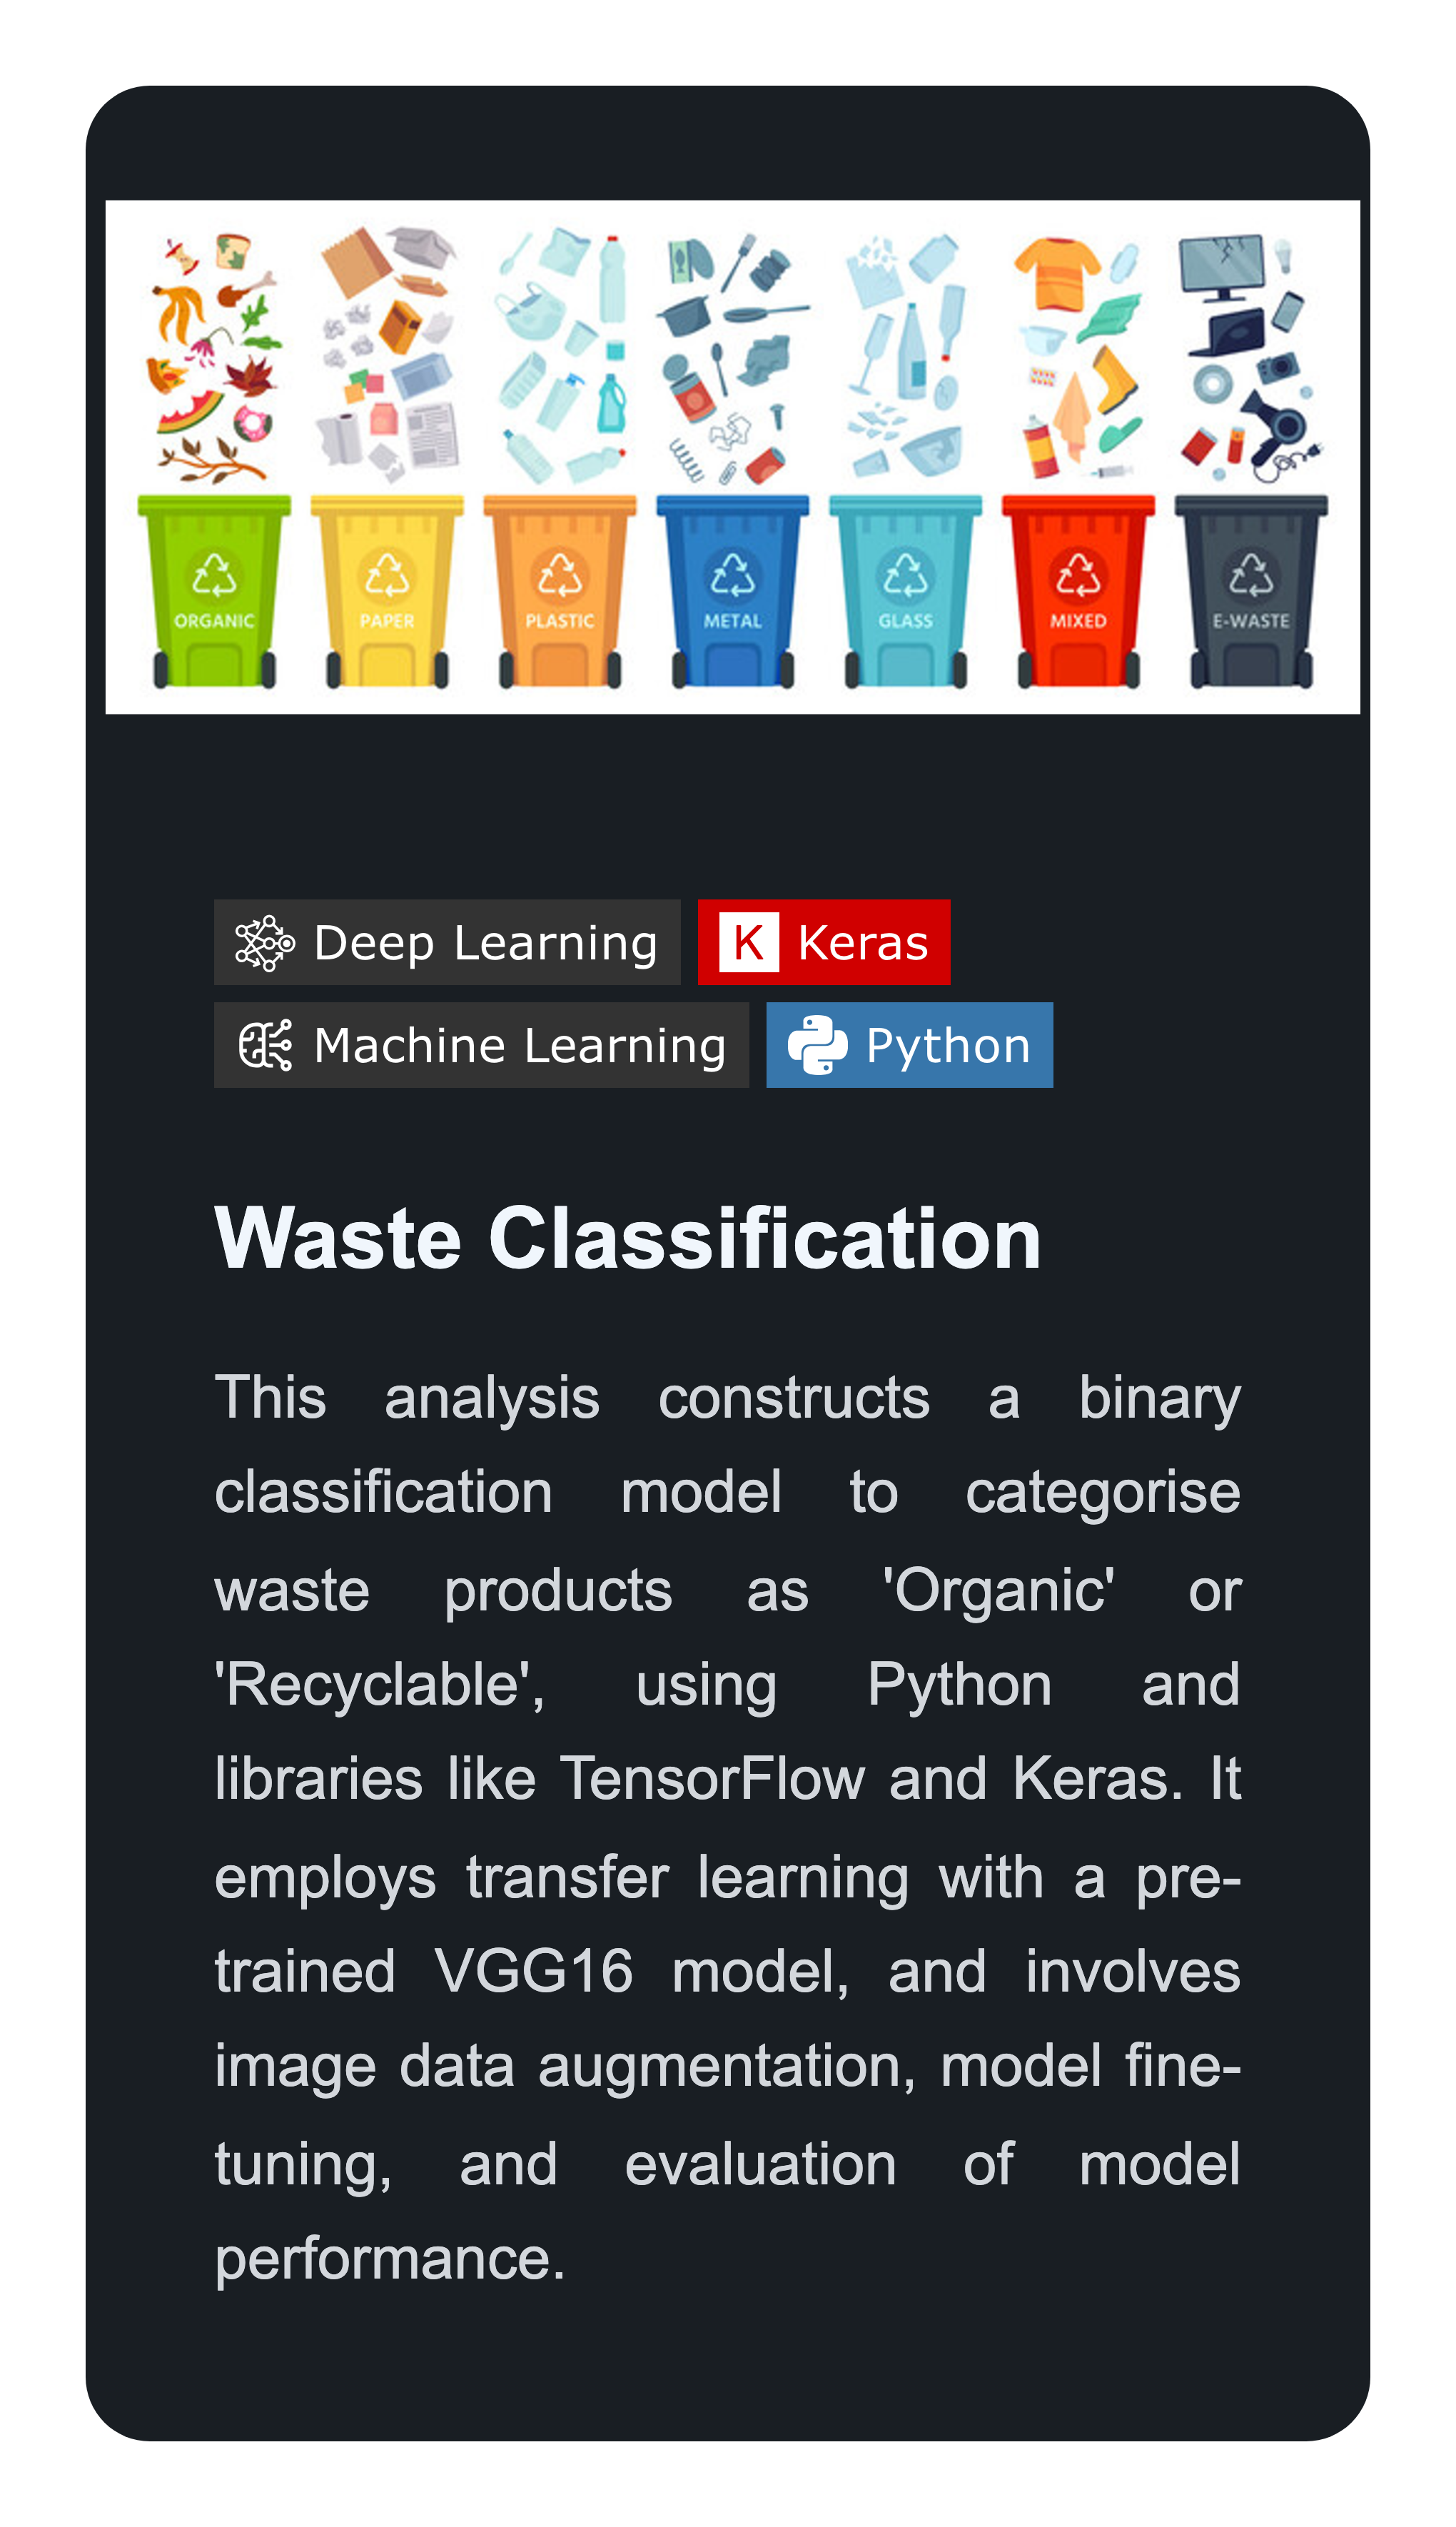 ORGANIC PAPER PLASTIC METAL GLASS MIXED E-WASTE
Deep Learning K Keras
Machine Learning Python
Waste Classification
This analysis constructs a binary
classification model to categorise
waste products as 'Organic' or
'Recyclable', using Python and
libraries like TensorFlow and Keras. It
employs transfer learning with a pre-
trained VGG16 model, and involves
image data augmentation, model fine-
tuning, and evaluation of model
performance.